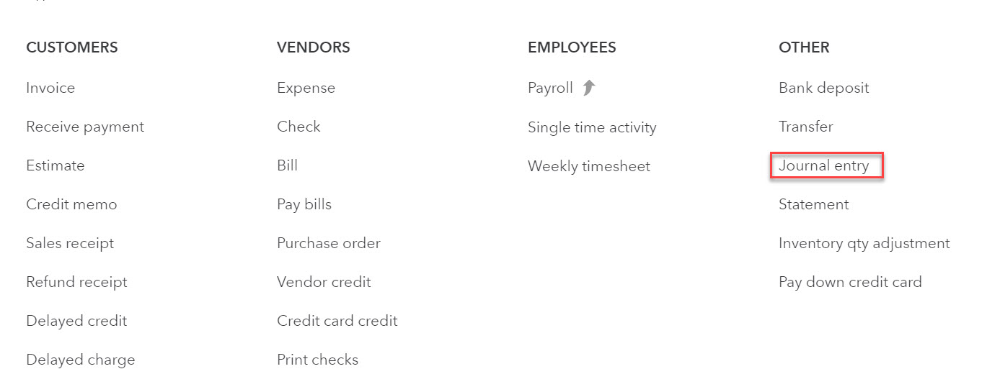 CUSTOMERS
Invoice
Receive payment
Estimate
Credit memo
Sales receipt
Refund receipt
Delayed credit
Delayed charge
VENDORS
Expense
Check
Bill
Pay bills
Purchase order
Vendor credit
Credit card credit
Print checks
EMPLOYEES
Payroll
Single time activity
Weekly timesheet
OTHER
Bank deposit
Transfer
Journal entry
Statement
Inventory qty adjustment
Pay down credit card